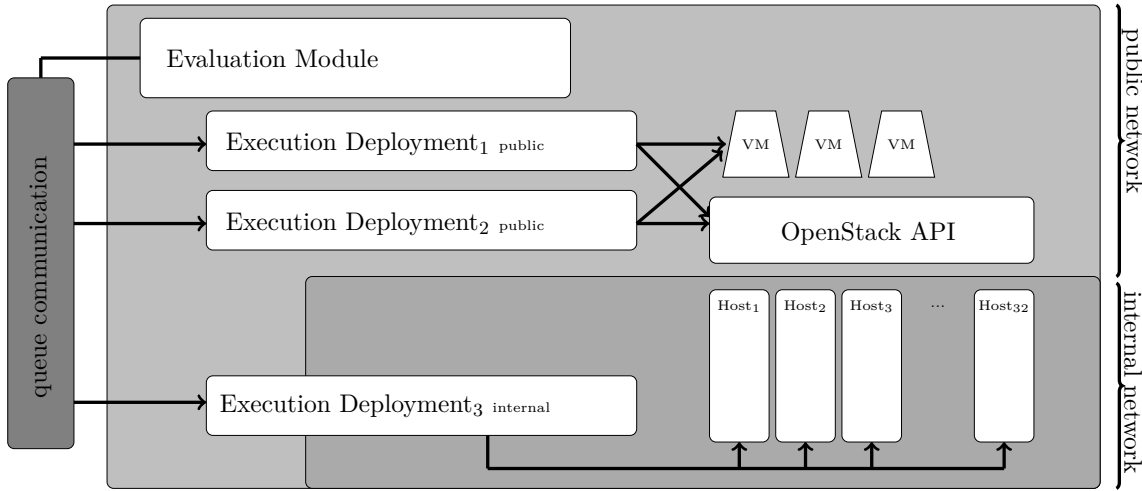 Evaluation Module
queue communication
Execution Deployment₁ public
VM VM VM
Execution Deployment₂ public
OpenStack API
public network
Host₁ Host₂ Host₃ ... Host₃₂
Execution Deployment₃ internal
internal network